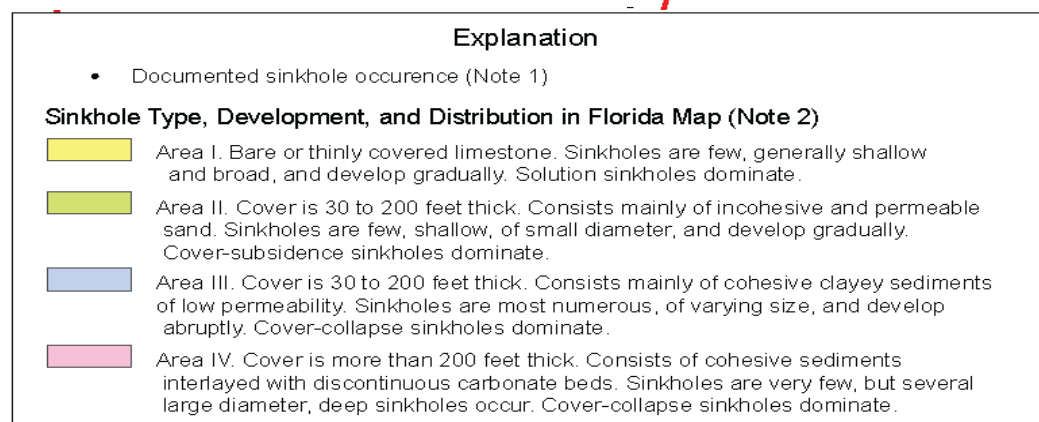 Explanation
• Documented sinkhole occurence (Note 1)
Sinkhole Type, Development, and Distribution in Florida Map (Note 2)
Area I. Bare or thinly covered limestone. Sinkholes are few, generally shallow
and broad, and develop gradually. Solution sinkholes dominate.
Area II. Cover is 30 to 200 feet thick. Consists mainly of incohesive and permeable
sand. Sinkholes are few, shallow, of small diameter, and develop gradually.
Cover-subsidence sinkholes dominate.
Area III. Cover is 30 to 200 feet thick. Consists mainly of cohesive clayey sediments
of low permeability. Sinkholes are most numerous, of varying size, and develop
abruptly. Cover-collapse sinkholes dominate.
Area IV. Cover is more than 200 feet thick. Consists of cohesive sediments
interlayed with discontinuous carbonate beds. Sinkholes are very few, but several
large diameter, deep sinkholes occur. Cover-collapse sinkholes dominate.